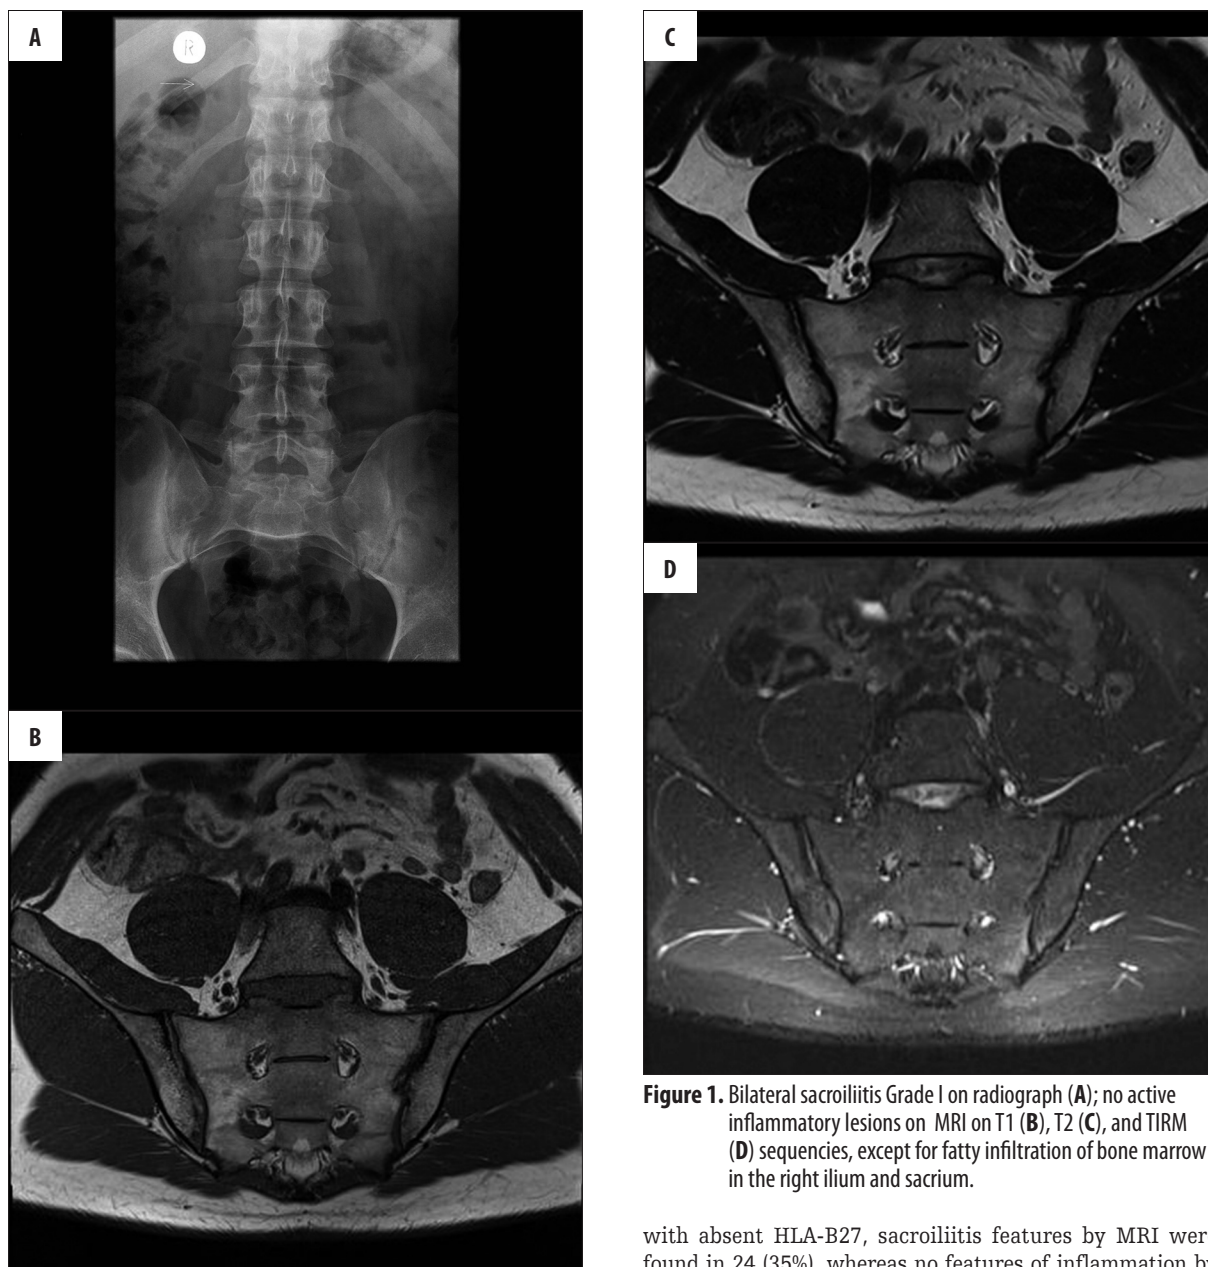 A
R
B
C
D
Figure 1. Bilateral sacroiliitis Grade I on radiograph (A); no active
inflammatory lesions on MRI on T1 (B), T2 (C), and TIRM
(D) sequencies, except for fatty infiltration of bone marrow
in the right ilium and sacrium.
with absent HLA-B27, sacroiliitis features by MRI wer
found in 24 (35%), whereas no features of inflammation by